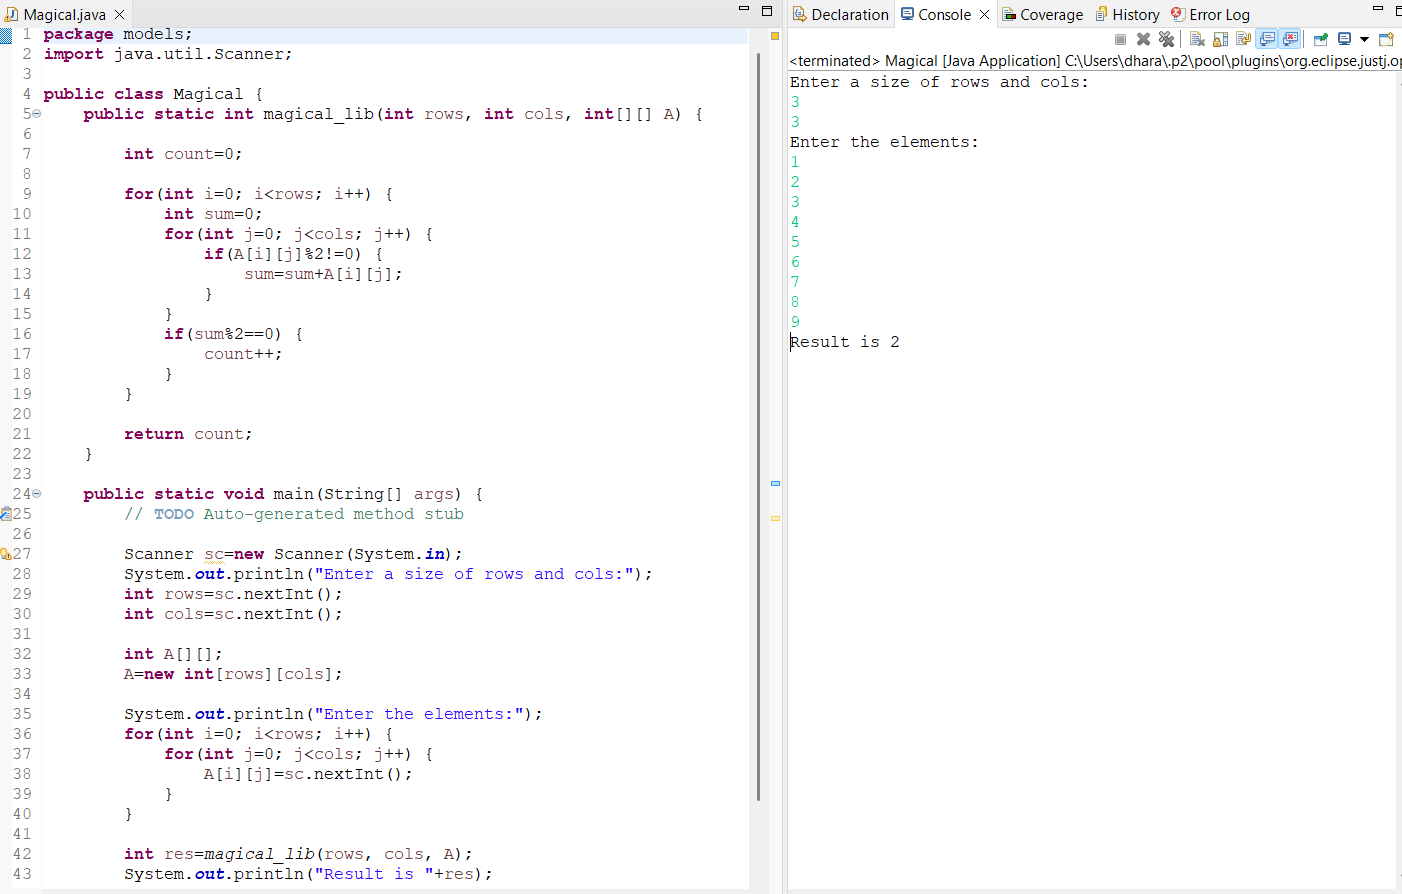 Magical.java
1 package models;
2 import java.util.Scanner;
3
4 public class Magical {
5     public static int magical_lib(int rows, int cols, int[][] A) {
6
7         int count=0;
8
9         for(int i=0; i<rows; i++) {
10             int sum=0;
11             for(int j=0; j<cols; j++) {
12                 if(A[i][j]%2!=0) {
13                     sum=sum+A[i][j];
14                 }
15             }
16             if(sum%2==0) {
17                 count++;
18             }
19         }
20
21         return count;
22     }
23
24     public static void main(String[] args) {
25         // TODO Auto-generated method stub
26
27         Scanner sc=new Scanner(System.in);
28         System.out.println("Enter a size of rows and cols:");
29         int rows=sc.nextInt();
30         int cols=sc.nextInt();
31
32         int A[][];
33         A=new int[rows][cols];
34
35         System.out.println("Enter the elements:");
36         for(int i=0; i<rows; i++) {
37             for(int j=0; j<cols; j++) {
38                 A[i][j]=sc.nextInt();
39             }
40         }
41
42         int res=magical_lib(rows, cols, A);
43         System.out.println("Result is "+res);
Declaration Console Coverage History Error Log
<terminated> Magical [Java Application] C:\Users\dhara\.p2\pool\plugins\org.eclipse.justj.op
Enter a size of rows and cols:
3
3
Enter the elements:
1
2
3
4
5
6
7
8
9
Result is 2